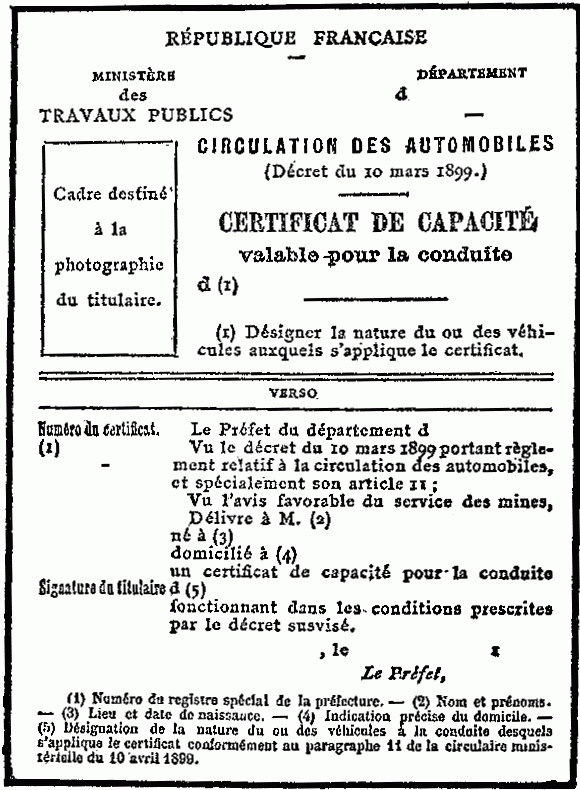 RÉPUBLIQUE FRANÇAISE
MINISTÈRE
des
TRAVAUX PUBLICS
DÉPARTEMENT
d
CIRCULATION DES AUTOMOBILES
(Décret du 10 mars 1899.)
Cadre destiné
à la
photographie
du titulaire.
CERTIFICAT DE CAPACITÉ
valable pour la conduite
d (1)
(1) Désigner la nature du ou des véhi-
cules auxquels s'applique le certificat.
VERSO
Numéro du certificat.
(1)
Le Préfet du département d
Vu le décret du 10 mars 1899 portant règle-
ment relatif à la circulation des automobiles,
et spécialement son article 11 ;
Vu l'avis favorable du service des mines,
Délivre à M. (2)
né à (3)
domicilié à (4)
un certificat de capacité pour la conduite
Signature du titulaire
d (5)
fonctionnant dans les conditions prescrites
par le décret susvisé.
, le 1
Le Préfet,
(1) Numéro du registre spécial de la préfecture. — (2) Nom et prénoms.
— (3) Lieu et date de naissance. — (4) Indication précise du domicile. —
(5) Désignation de la nature du ou des véhicules à la conduite desquels
s'applique le certificat conformément au paragraphe 11 de la circulaire minis-
térielle du 10 avril 1899.